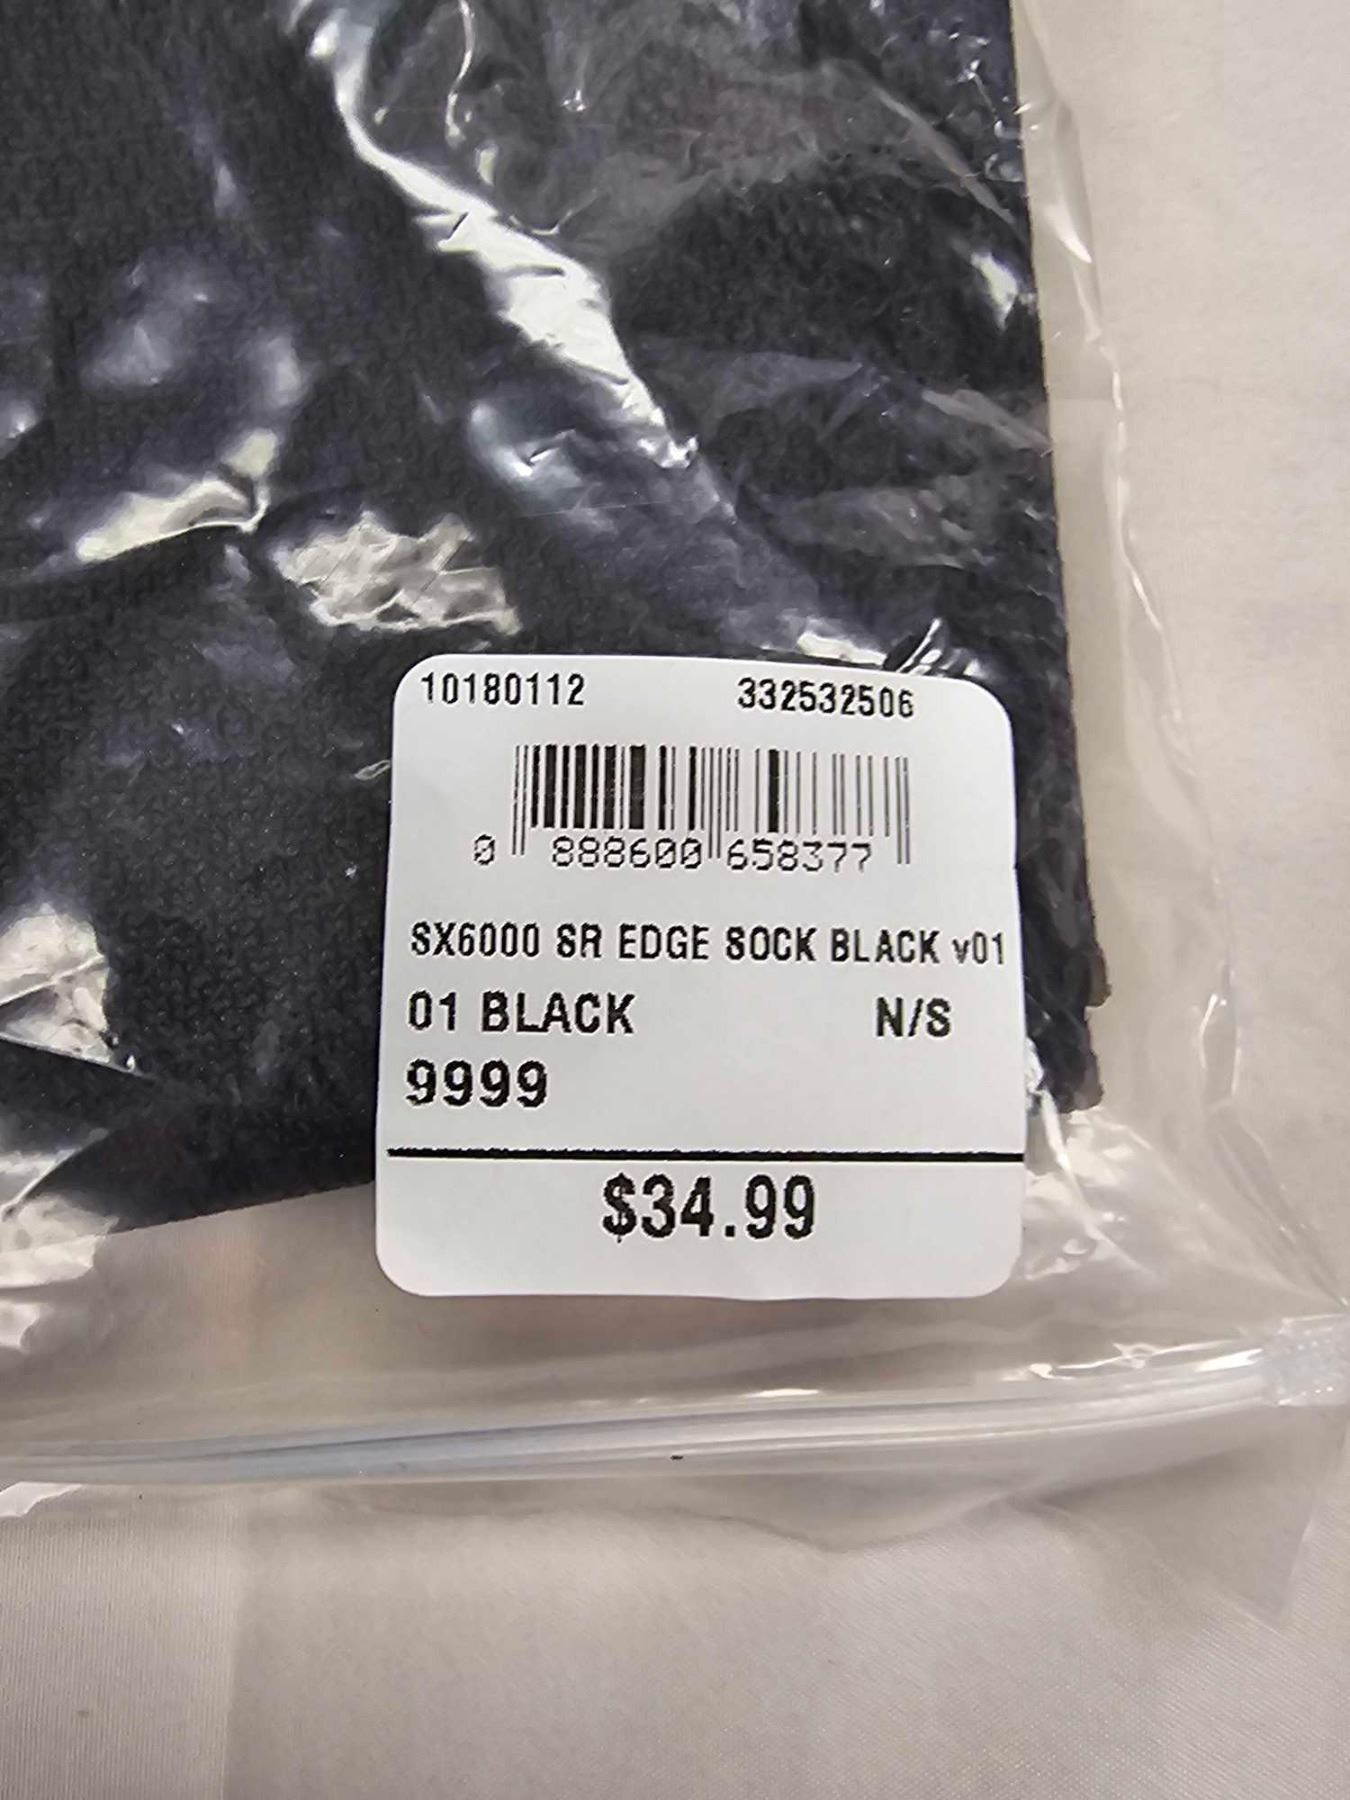 10180112 332532506
0 888600 658377
SX6000 SR EDGE SOCK BLACK v01
01 BLACK N/S
9999
$34.99